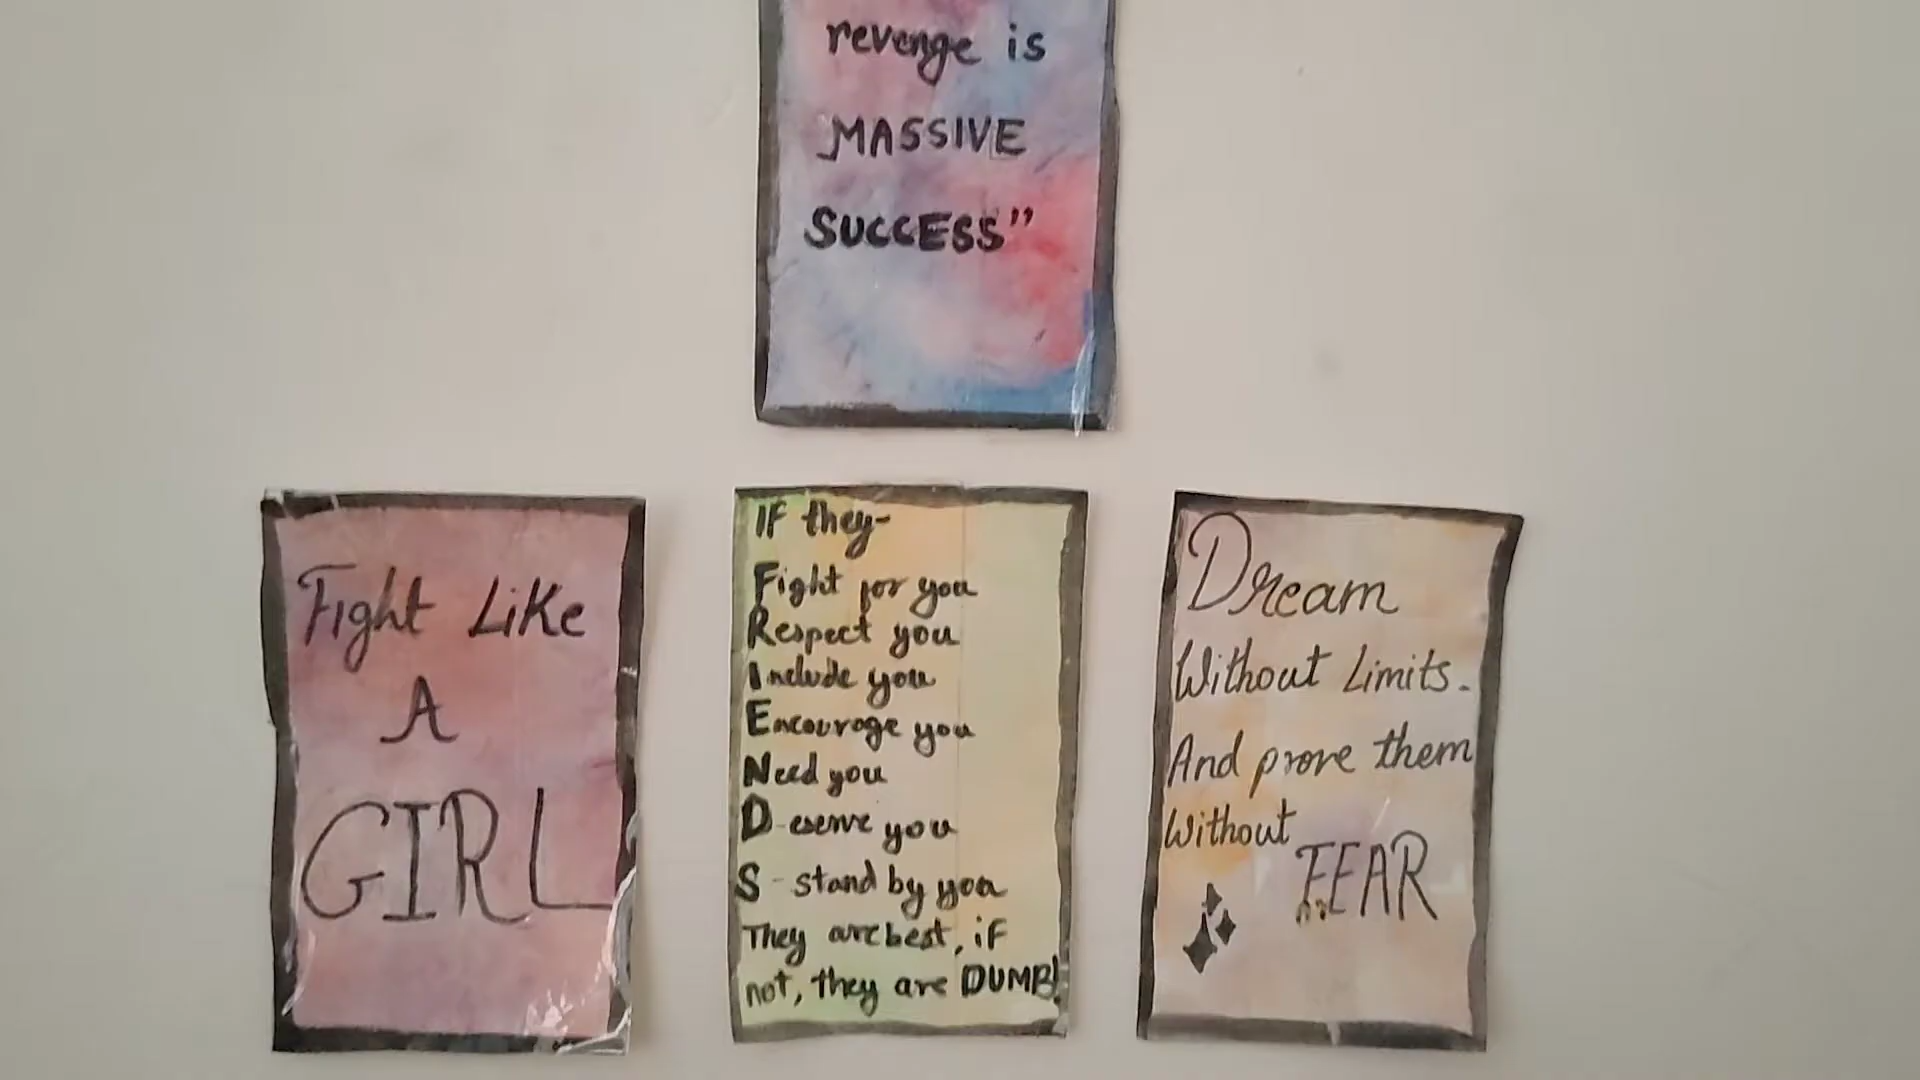 revenge is
MASSIVE
SUCCESS”
Fight Like
A
GIRL
IF they-
Fight for you
Respect you
Include you
Encourage you
Need you
D-eserve you
S - stand by you
They are best, if
not, they are DUMB!
Dream
Without Limits.
And prove them
Without
FEAR